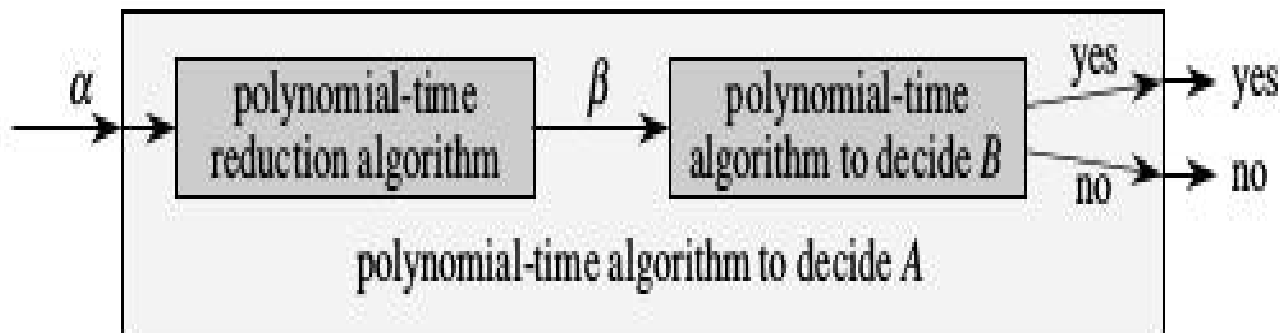 α
polynomial-time
reduction algorithm
β
polynomial-time
algorithm to decide B
yes
yes
no
no
polynomial-time algorithm to decide A